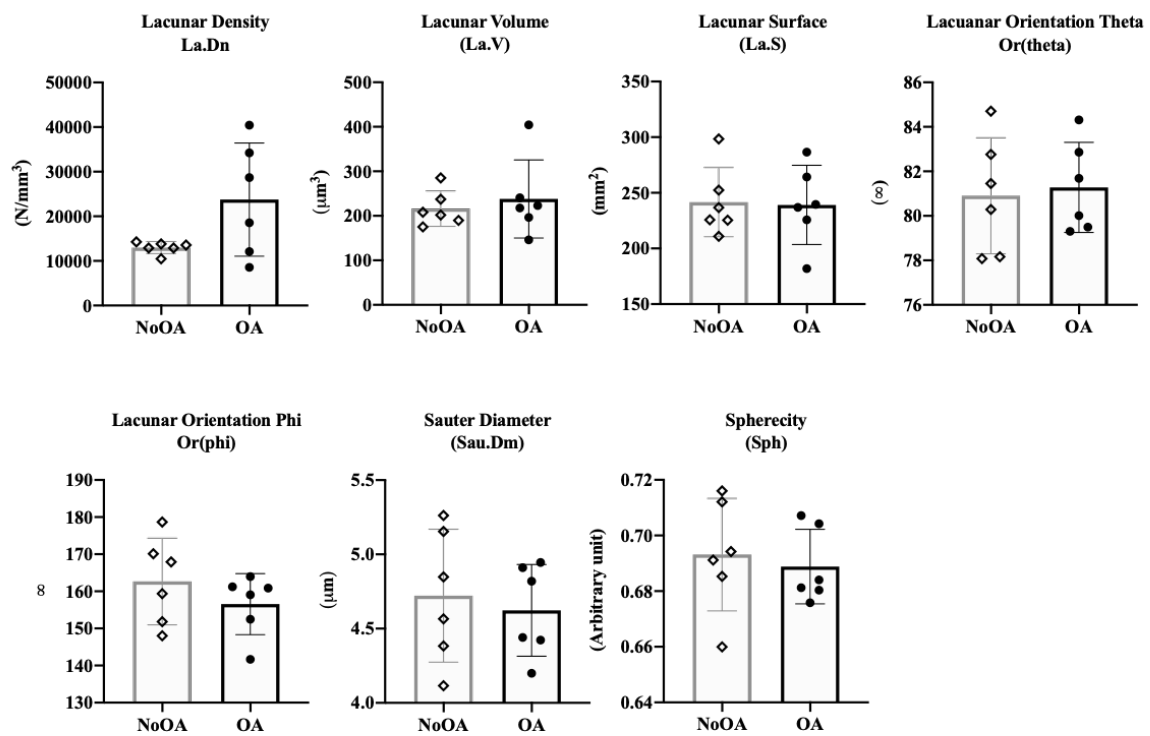 Lacunar Density
La.Dn
50000
40000
30000
20000
10000
0
(N/mm³)
NoOA
OA
Lacunar Volume
(La.V)
500
400
300
200
100
0
(μm³)
NoOA
OA
Lacunar Surface
(La.S)
350
300
250
200
150
(mm²)
NoOA
OA
Lacuanar Orientation Theta
Or(theta)
86
84
82
80
78
76
(∞)
NoOA
OA
Lacunar Orientation Phi
Or(phi)
190
180
170
160
150
140
130
∞
NoOA
OA
Sauter Diameter
(Sau.Dm)
5.5
5.0
4.5
4.0
(μm)
NoOA
OA
Spherecity
(Sph)
0.72
0.70
0.68
0.66
0.64
(Arbitrary unit)
NoOA
OA